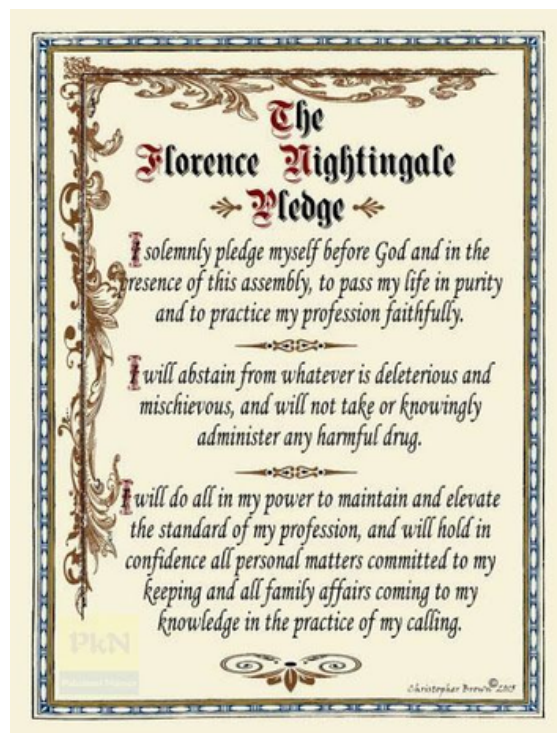 The
Florence Nightingale
Pledge
I solemnly pledge myself before God and in the
presence of this assembly, to pass my life in purity
and to practice my profession faithfully.
I will abstain from whatever is deleterious and
mischievous, and will not take or knowingly
administer any harmful drug.
I will do all in my power to maintain and elevate
the standard of my profession, and will hold in
confidence all personal matters committed to my
keeping and all family affairs coming to my
knowledge in the practice of my calling.
PkN
Christopher Brown © 2005